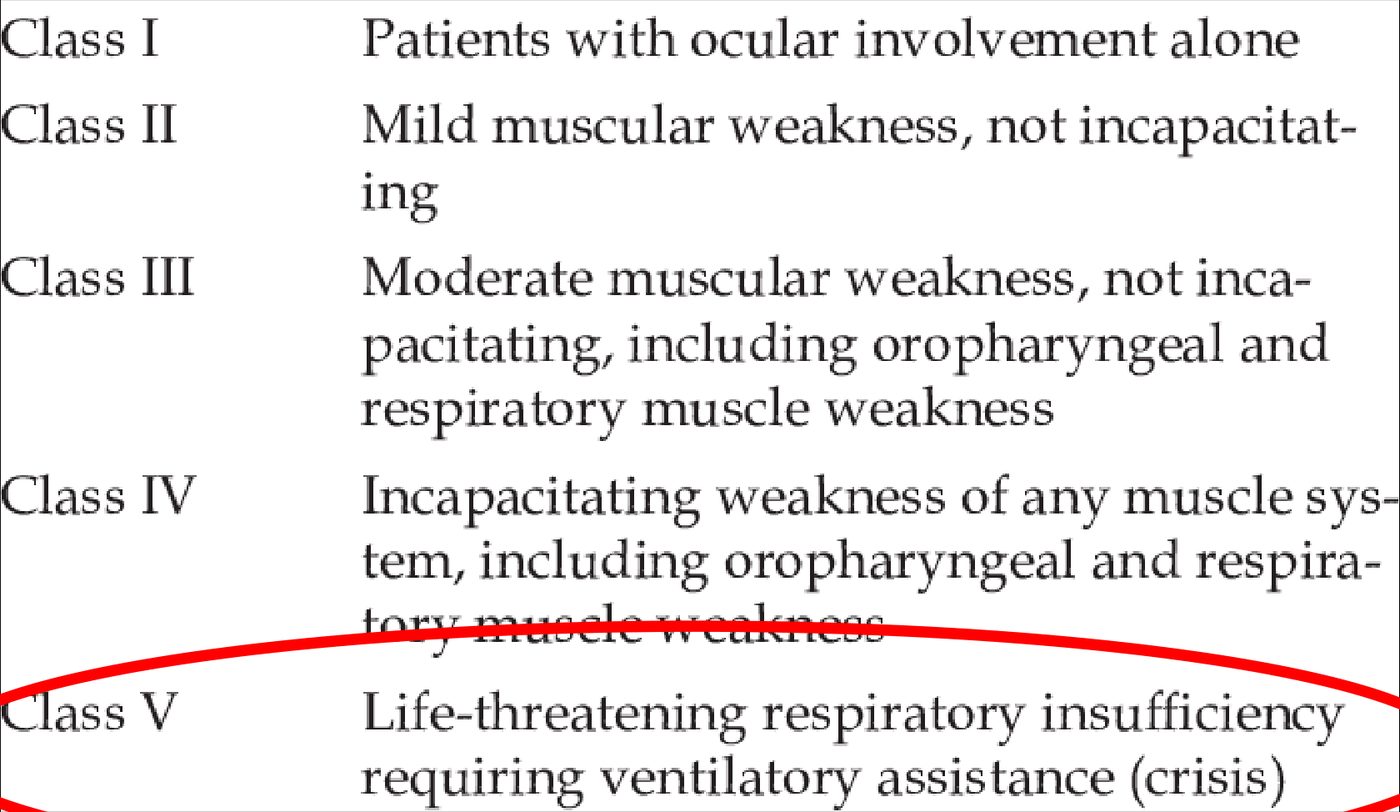 Class I Patients with ocular involvement alone
Class II Mild muscular weakness, not incapacitat-
ing
Class III Moderate muscular weakness, not inca-
pacitating, including oropharyngeal and
respiratory muscle weakness
Class IV Incapacitating weakness of any muscle sys-
tem, including oropharyngeal and respira-
tory muscle weakness
Class V Life-threatening respiratory insufficiency
requiring ventilatory assistance (crisis)